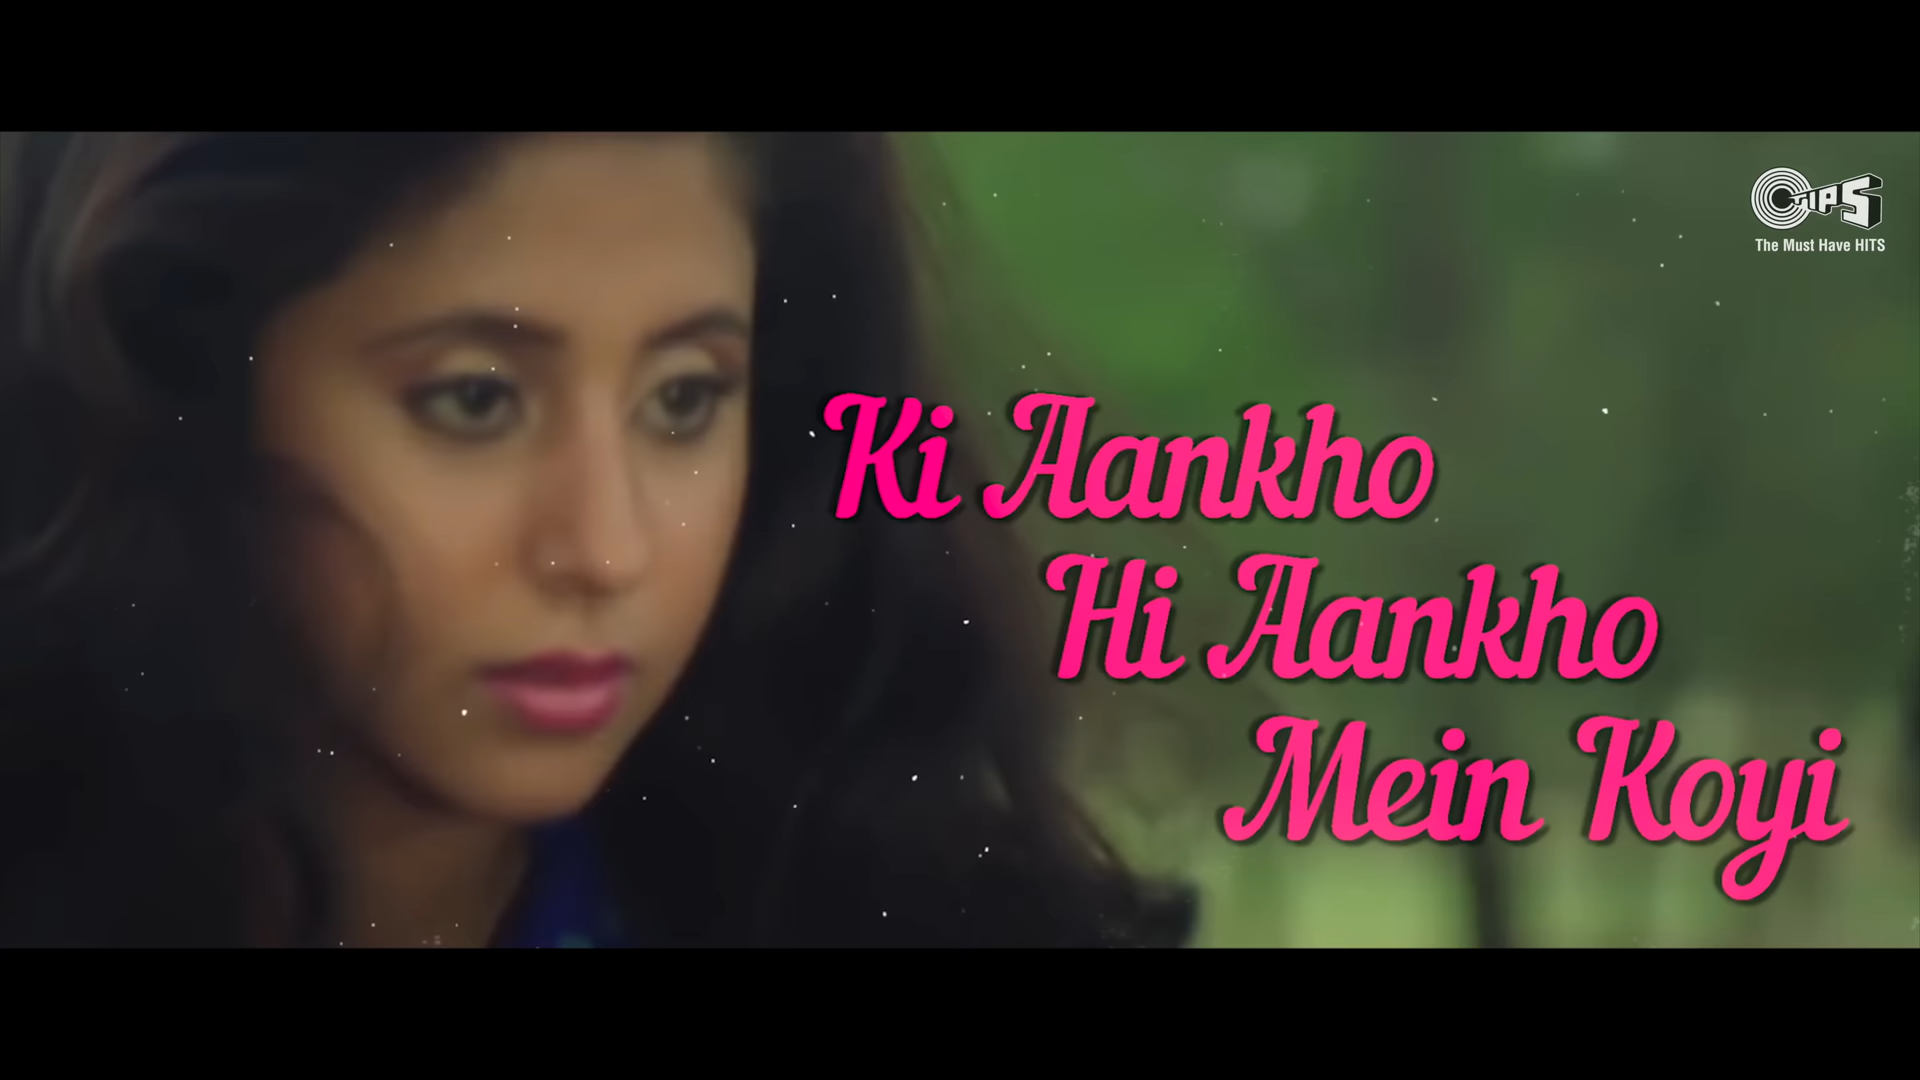 TIPS
The Must Have HITS
Ki Aankho
Hi Aankho
Mein Koyi